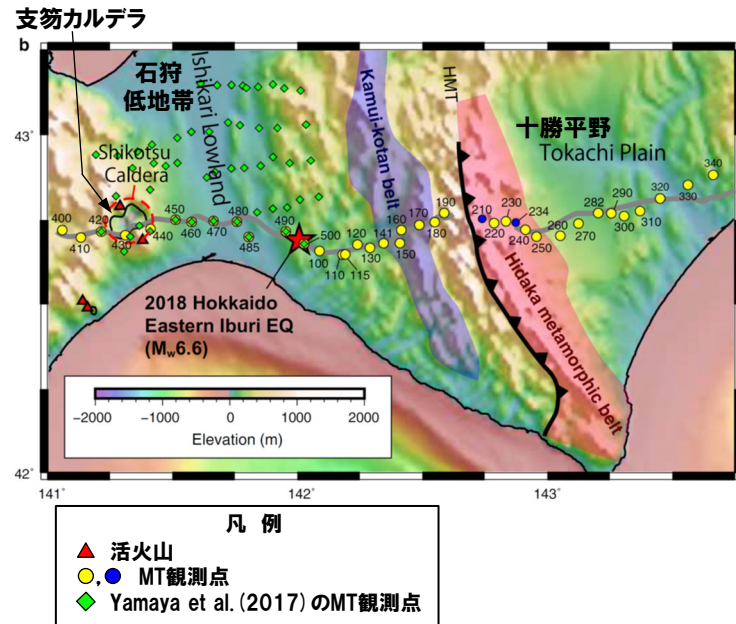 支笏カルデラ
b
石狩
低地帯
Ishikari Lowland
Kamui-kotan belt
HMT
十勝平野
Tokachi Plain
43°
Shikotsu
Caldera
340
320
330
282
290
300
310
400
410
420
430
440
450
460
470
476
485
490
500
100
110
115
120
130
141
150
160
170
180
190
210
220
230
234
240
250
260
270
Hidaka metamorphic belt
2018 Hokkaido
Eastern Iburi EQ
(Mw6.6)
−2000 −1000 0 1000 2000
Elevation (m)
42°
141° 142° 143°
凡 例
活火山
, MT観測点
Yamaya et al.(2017)のMT観測点